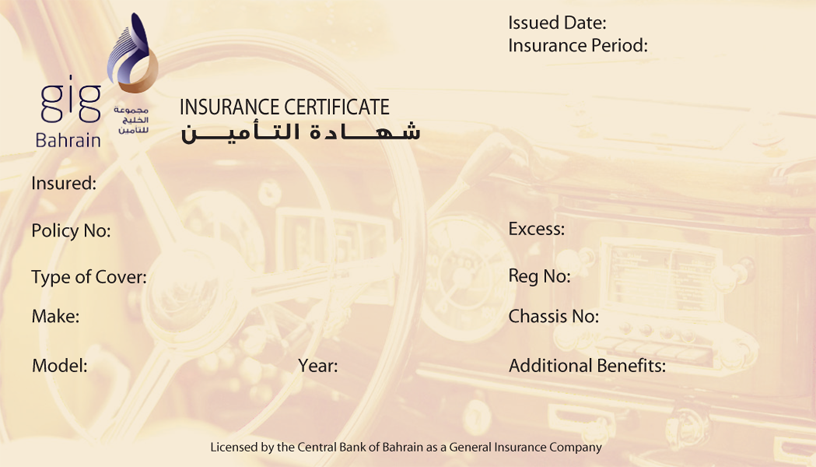 gig
Bahrain
مجموعة
الخليج
للتأمين
INSURANCE CERTIFICATE
شهـــادة التــأميـــن
Issued Date:
Insurance Period:
Insured:
Policy No:
Excess:
Type of Cover:
Reg No:
Make:
Chassis No:
Model:
Year:
Additional Benefits:
Licensed by the Central Bank of Bahrain as a General Insurance Company